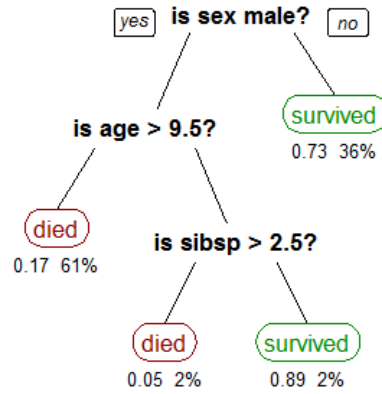 yes is sex male? no
survived
is age > 9.5?
0.73 36%
died
is sibsp > 2.5?
0.17 61%
died survived
0.05 2% 0.89 2%